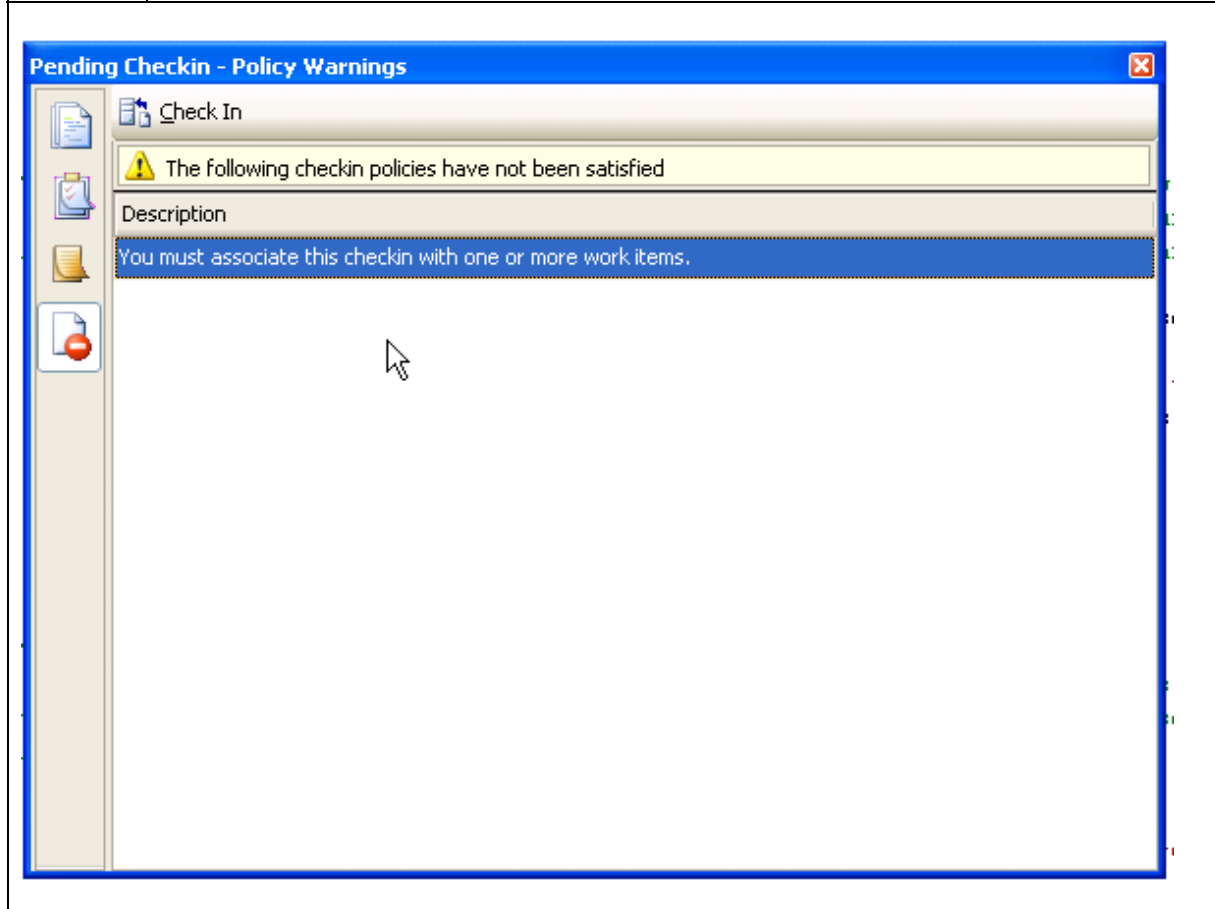 Pending Checkin - Policy Warnings
Check In
The following checkin policies have not been satisfied
Description
You must associate this checkin with one or more work items.